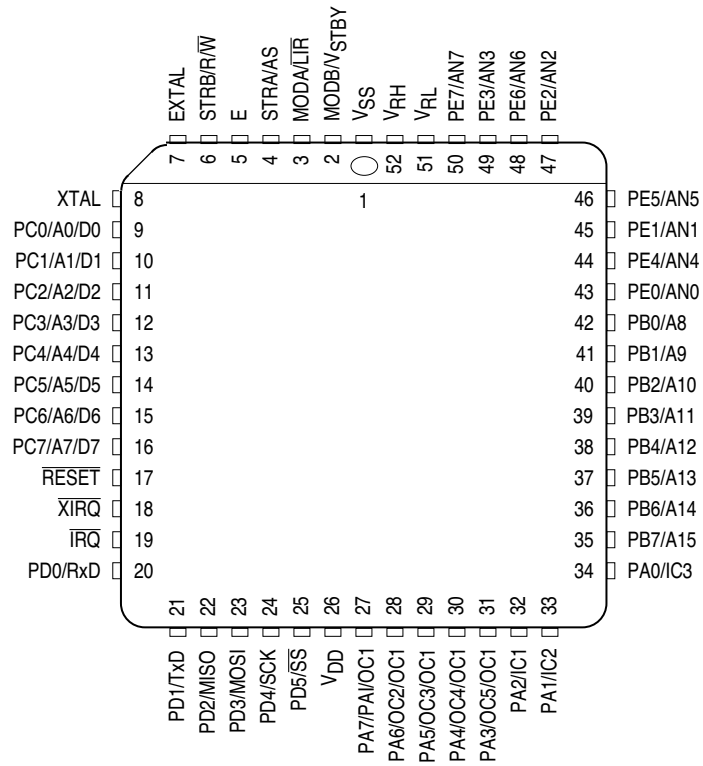 EXTAL
STRB/R/W̅
E
STRA/AS
MODA/L̅I̅R̅
MODB/VSTBY
VSS
VRH
VRL
PE7/AN7
PE3/AN3
PE6/AN6
PE2/AN2
7 6 5 4 3 2 52 51 50 49 48 47
1
XTAL 8
PC0/A0/D0 9
PC1/A1/D1 10
PC2/A2/D2 11
PC3/A3/D3 12
PC4/A4/D4 13
PC5/A5/D5 14
PC6/A6/D6 15
PC7/A7/D7 16
R̅E̅S̅E̅T̅ 17
X̅I̅R̅Q̅ 18
I̅R̅Q̅ 19
PD0/RxD 20
46 PE5/AN5
45 PE1/AN1
44 PE4/AN4
43 PE0/AN0
42 PB0/A8
41 PB1/A9
40 PB2/A10
39 PB3/A11
38 PB4/A12
37 PB5/A13
36 PB6/A14
35 PB7/A15
34 PA0/IC3
21 22 23 24 25 26 27 28 29 30 31 32 33
PD1/TxD
PD2/MISO
PD3/MOSI
PD4/SCK
PD5/S̅S̅
VDD
PA7/PAI/OC1
PA6/OC2/OC1
PA5/OC3/OC1
PA4/OC4/OC1
PA3/OC5/OC1
PA2/IC1
PA1/IC2